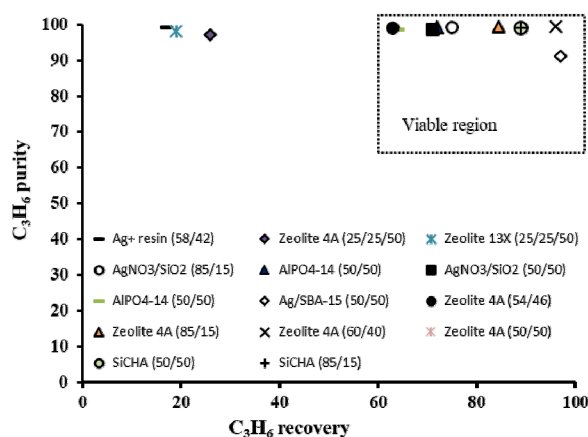 100
90
80
70
60
50
40
30
20
10
0
C3H6 purity
Viable region
Ag+ resin (58/42) Zeolite 4A (25/25/50) Zeolite 13X (25/25/50)
AgNO3/SiO2 (85/15) AlPO4-14 (50/50) AgNO3/SiO2 (50/50)
AlPO4-14 (50/50) Ag/SBA-15 (50/50) Zeolite 4A (54/46)
Zeolite 4A (85/15) Zeolite 4A (60/40) Zeolite 4A (50/50)
SiCHA (50/50) SiCHA (85/15)
0 20 40 60 80 100
C3H6 recovery